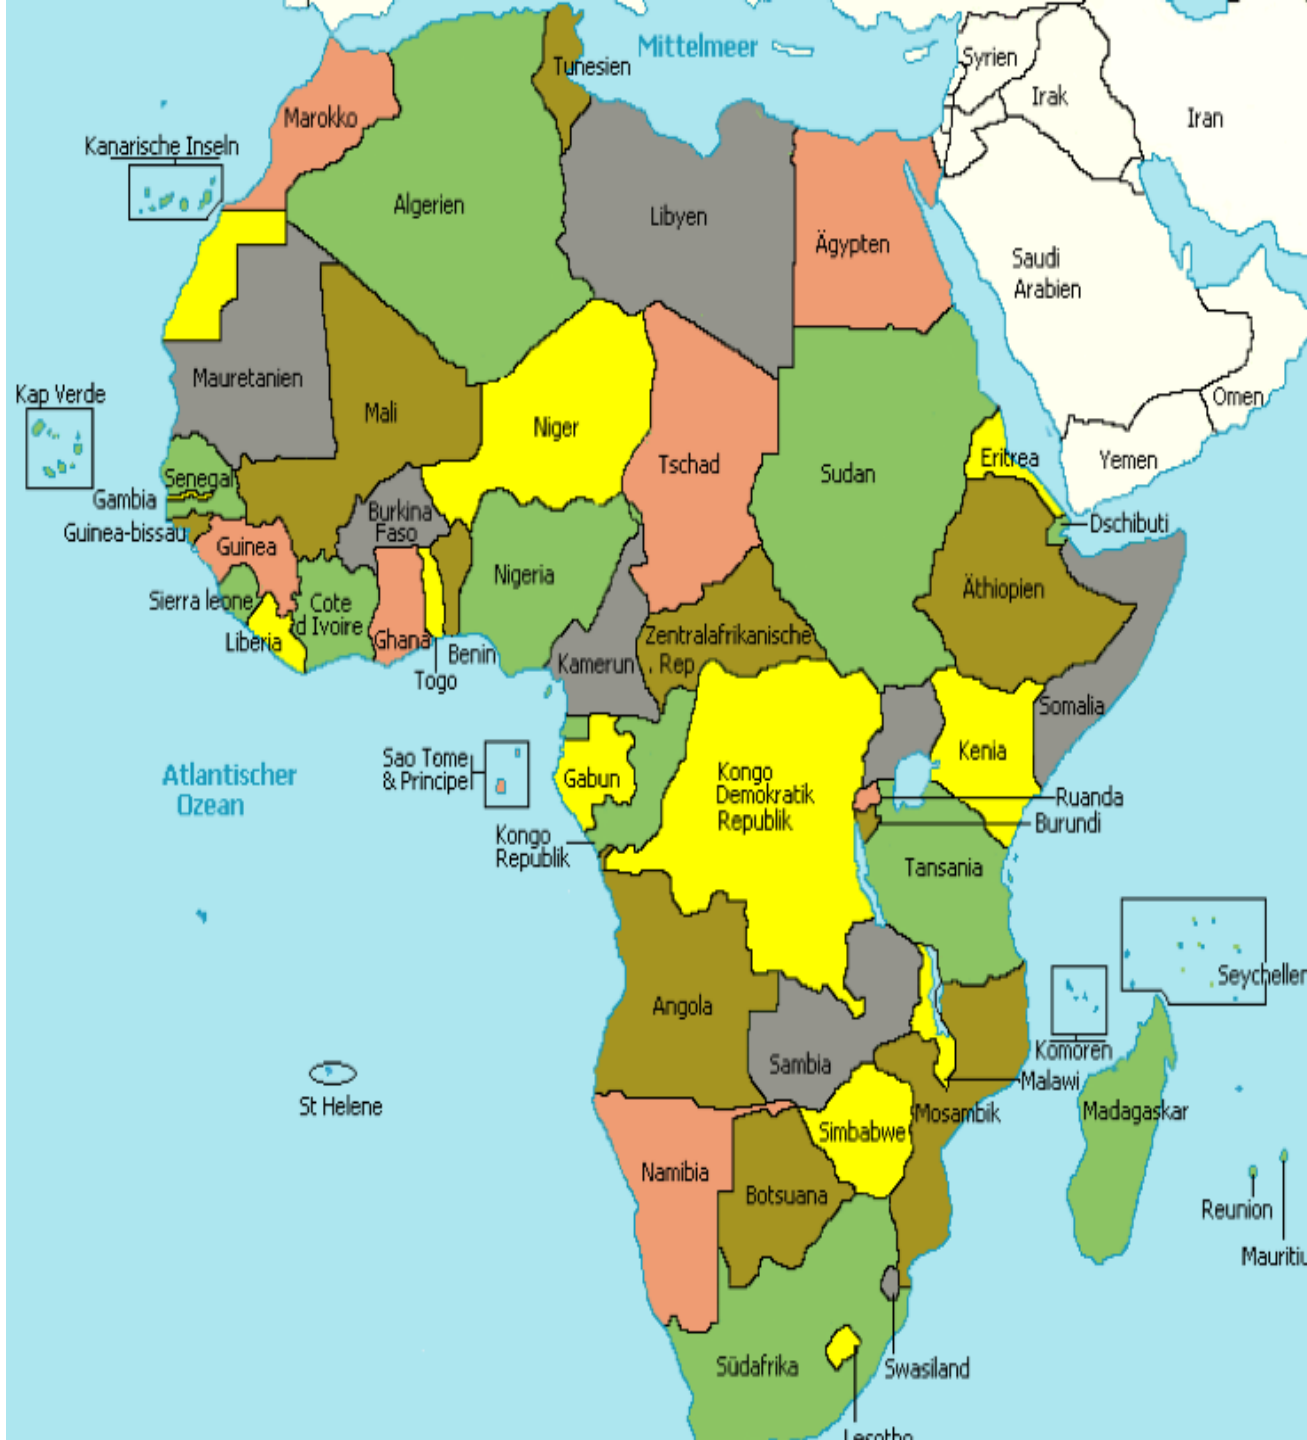 Mittelmeer
Tunesien
Syrien
Irak
Iran
Marokko
Kanarische Inseln
Algerien
Libyen
Ägypten
Saudi
Arabien
Mauretanien
Kap Verde
Mali
Niger
Tschad
Sudan
Eritrea
Omen
Yemen
Senegal
Gambia
Burkina
Faso
Dschibuti
Guinea-bissau
Guinea
Nigeria
Äthiopien
Sierra leone
Cote
d Ivoire
Liberia
Ghana
Togo
Benin
Zentralafrikanische
. Rep
Kamerun
Somalia
Kenia
Atlantischer
Ozean
Sao Tome
& Principe
Gabun
Kongo
Demokratik
Republik
Ruanda
Burundi
Kongo
Republik
Tansania
Angola
Seychellen
Sambia
Komoren
Malawi
St Helene
Mosambik
Madagaskar
Simbabwe
Namibia
Botsuana
Reunion
Mauritiu
Südafrika
Swasiland
Lesotho